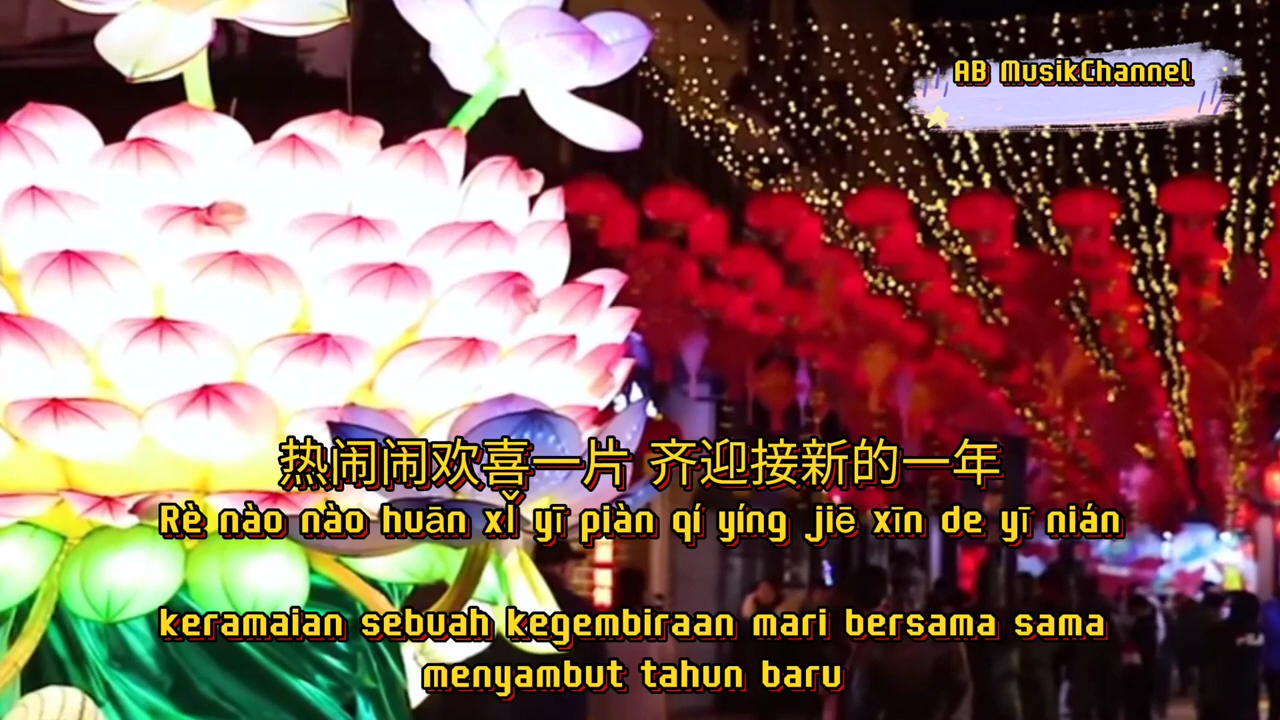 AB MusikChannel
热闹闹欢喜一片 齐迎接新的一年
Rè nào nào huān xǐ yī piàn qí yíng jiē xīn de yī nián
keramaian sebuah kegembiraan mari bersama sama
menyambut tahun baru